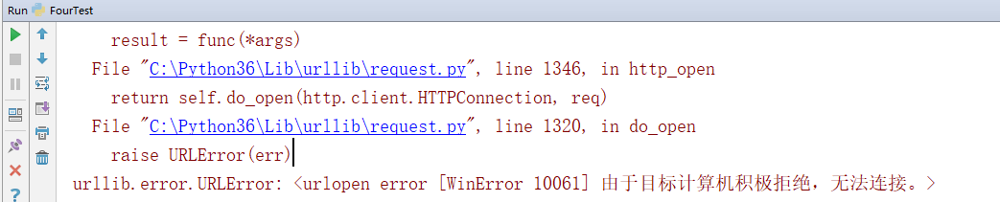 Run FourTest
result = func(*args)
File "C:\Python36\Lib\urllib\request.py", line 1346, in http_open
return self.do_open(http.client.HTTPConnection, req)
File "C:\Python36\Lib\urllib\request.py", line 1320, in do_open
raise URLError(err)
urllib.error.URLError: <urlopen error [WinError 10061] 由于目标计算机积极拒绝，无法连接。>